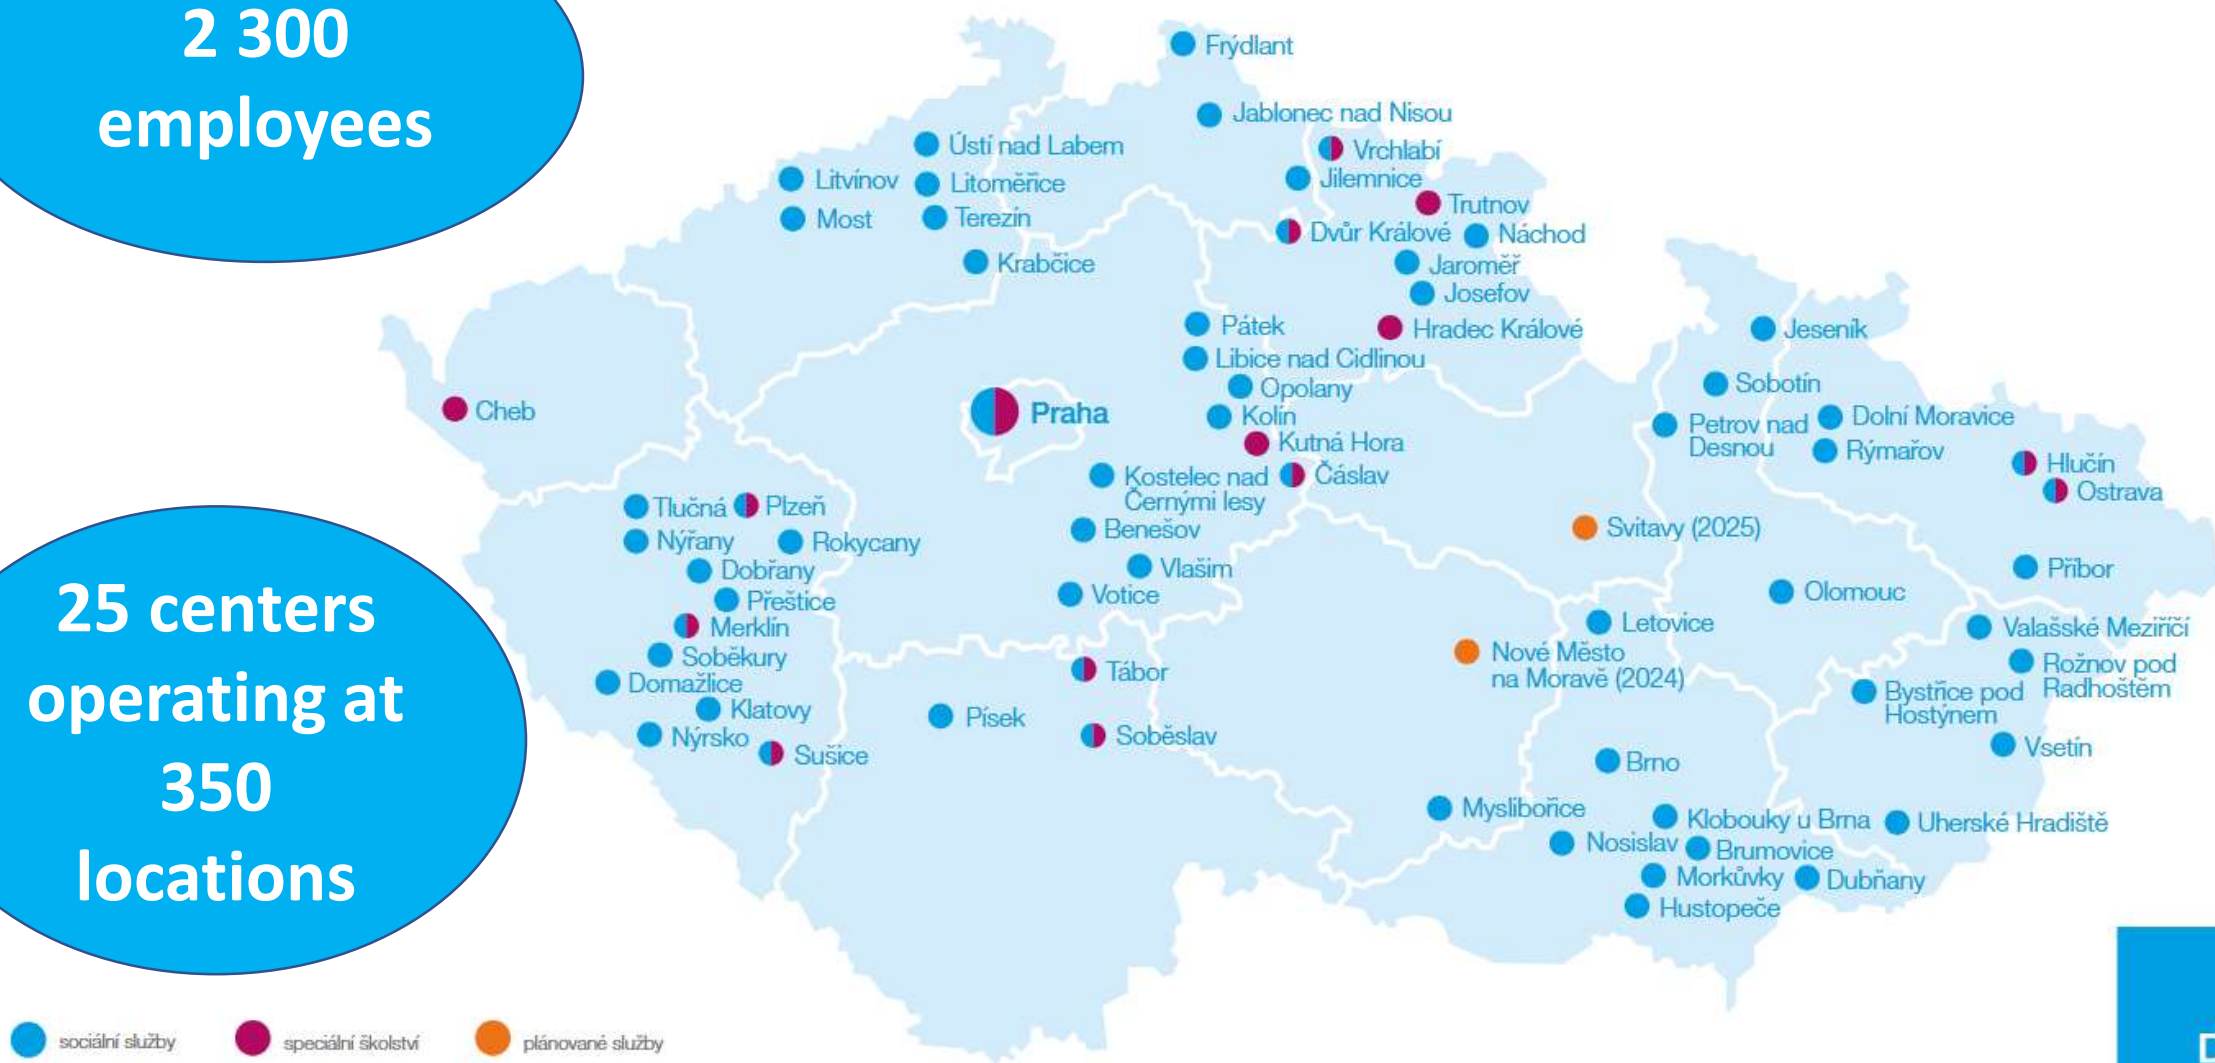 2 300
employees
25 centers
operating at
350
locations
Frýdlant
Jablonec nad Nisou
Ústí nad Labem
Vrchlabí
Litvínov
Litoměřice
Jilemnice
Most
Terezín
Trutnov
Dvůr Králové
Náchod
Krabčice
Jaroměř
Josefov
Pátek
Hradec Králové
Jeseník
Libice nad Cidlinou
Opolany
Sobotín
Cheb
Praha
Kolín
Petrov nad
Desnou
Dolní Moravice
Kutná Hora
Rýmařov
Kostelec nad
Černými lesy
Čáslav
Hlučín
Ostrava
Tlučná
Plzeň
Benešov
Svitavy (2025)
Nýřany
Rokycany
Dobřany
Vlašim
Příbor
Přeštice
Votice
Olomouc
Merklín
Letovice
Valašské Meziříčí
Soběkury
Nové Město
na Moravě (2024)
Rožnov pod
Radhoštěm
Domažlice
Tábor
Bystřice pod
Hostýnem
Klatovy
Písek
Nýrsko
Soběslav
Vsetín
Sušice
Brno
Myslibořice
Klobouky u Brna
Uherské Hradiště
Nosislav
Brumovice
Morkůvky
Dubňany
Hustopeče
sociální služby
speciální školství
plánované služby